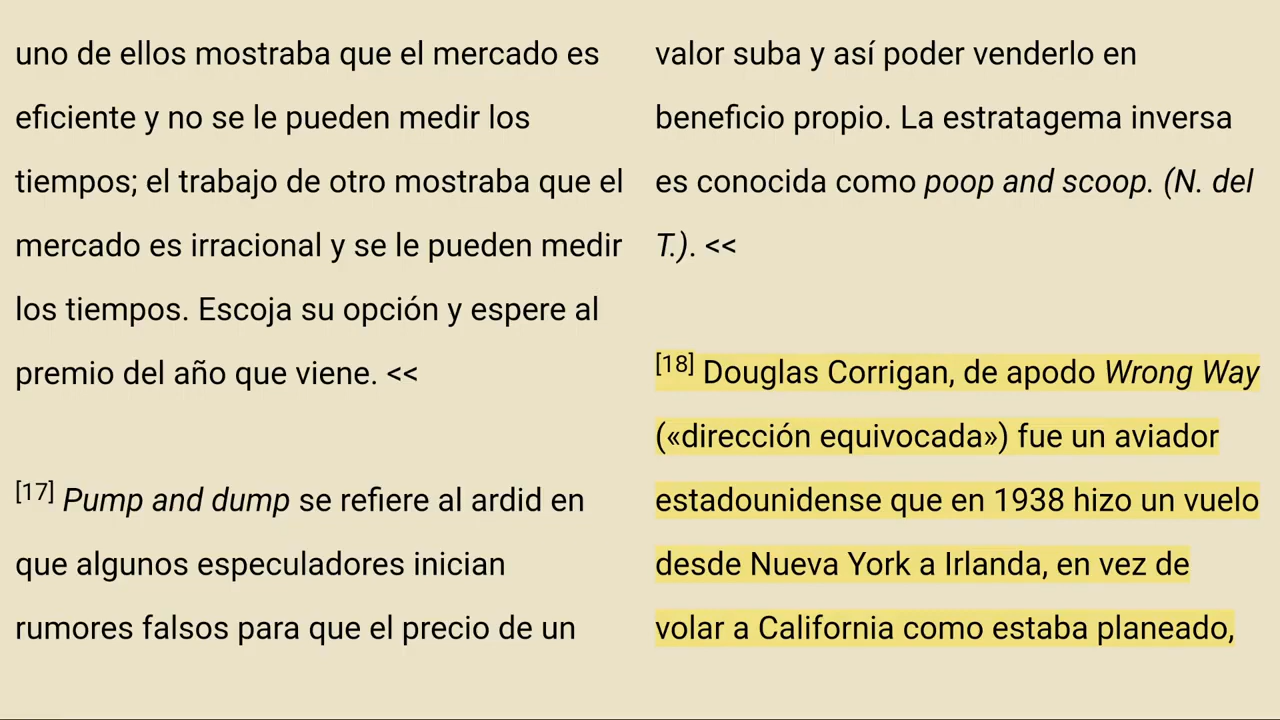 uno de ellos mostraba que el mercado es
eficiente y no se le pueden medir los
tiempos; el trabajo de otro mostraba que el
mercado es irracional y se le pueden medir
los tiempos. Escoja su opción y espere al
premio del año que viene. <<
[17] Pump and dump se refiere al ardid en
que algunos especuladores inician
rumores falsos para que el precio de un
valor suba y así poder venderlo en
beneficio propio. La estratagema inversa
es conocida como poop and scoop. (N. del
T.). <<
[18] Douglas Corrigan, de apodo Wrong Way
(«dirección equivocada») fue un aviador
estadounidense que en 1938 hizo un vuelo
desde Nueva York a Irlanda, en vez de
volar a California como estaba planeado,